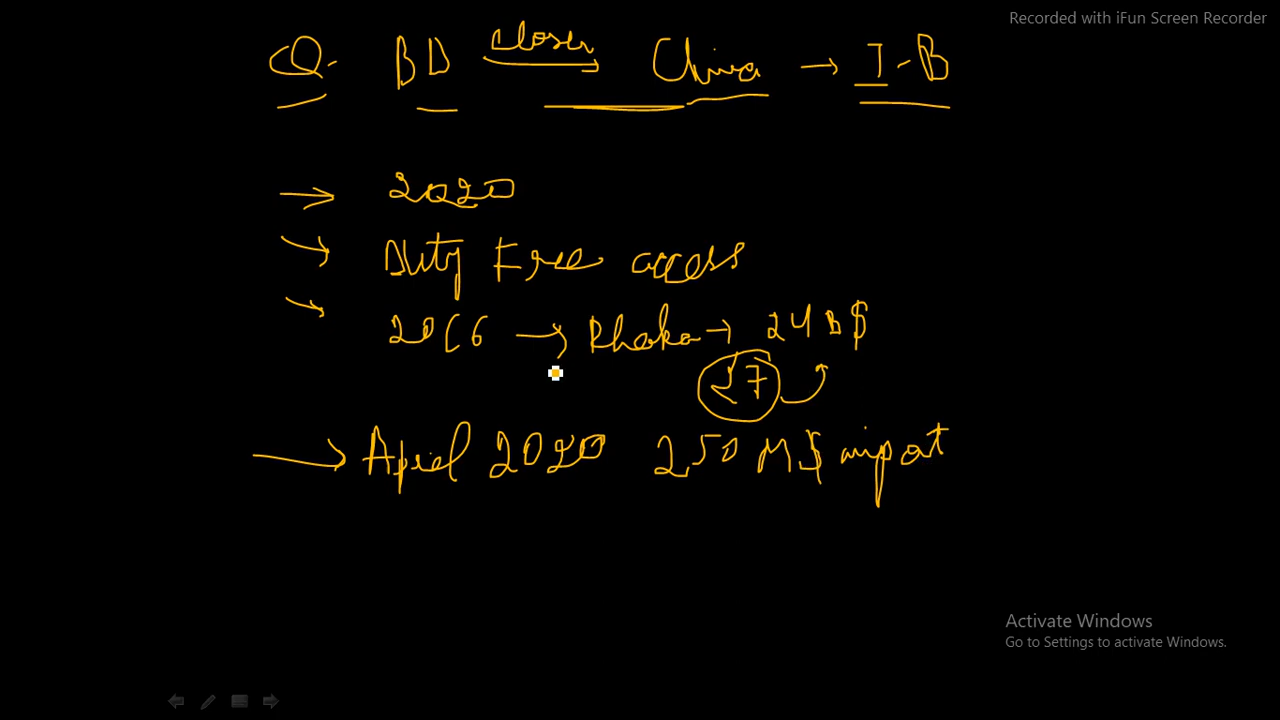 Recorded with iFun Screen Recorder
Q. BD closer China → I-B
→ 2020
→ Duty Free access
→ 2016 → Dhaka → 24 B$
27
→ April 2020 250 M$ import
Activate Windows
Go to Settings to activate Windows.